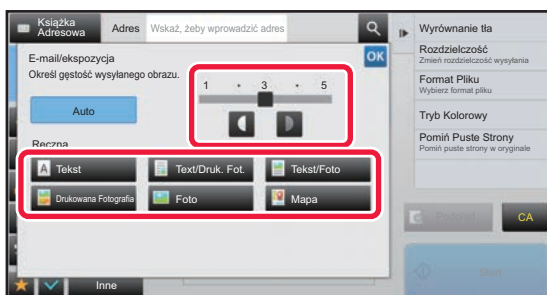 Książka
Adresowa
Adres
Wskaż, żeby wprowadzić adres
E-mail/ekspozycja
OK
Określ gęstość wysyłanego obrazu.
1 • 3 • 5
Auto
Ręczna
Tekst
Text/Druk. Fot.
Tekst/Foto
Drukowana Fotografia
Foto
Mapa
Inne
Wyrównanie tła
Rozdzielczość
Zmień rozdzielczość wysyłania
Format Pliku
Wybierz format pliku
Tryb Kolorowy
Pomiń Puste Strony
Pomiń puste strony w oryginale
CA
Start